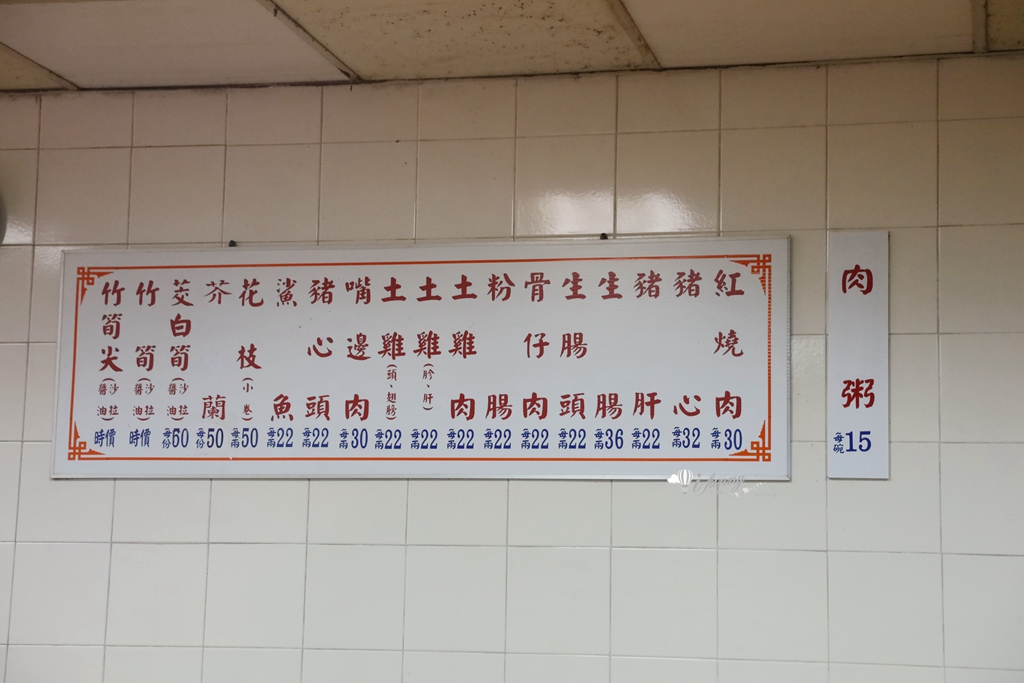 肉粥 每碗15
紅燒肉 每兩30
豬心 每兩32
豬肝 每兩22
生腸 每兩36
生腸頭 每兩22
骨仔肉 每兩22
粉腸 每兩22
土雞肉 每兩22
土雞(胗、肝) 每兩22
土雞(頭、翅膀) 每兩22
嘴邊肉 每兩30
豬心頭 每兩22
鯊魚 每兩22
花枝(小卷) 每份50
芥蘭 每份50
茭白筍(沙拉醬油) 每份60
竹筍(沙拉醬油) 時價
竹筍尖(沙拉醬油) 時價